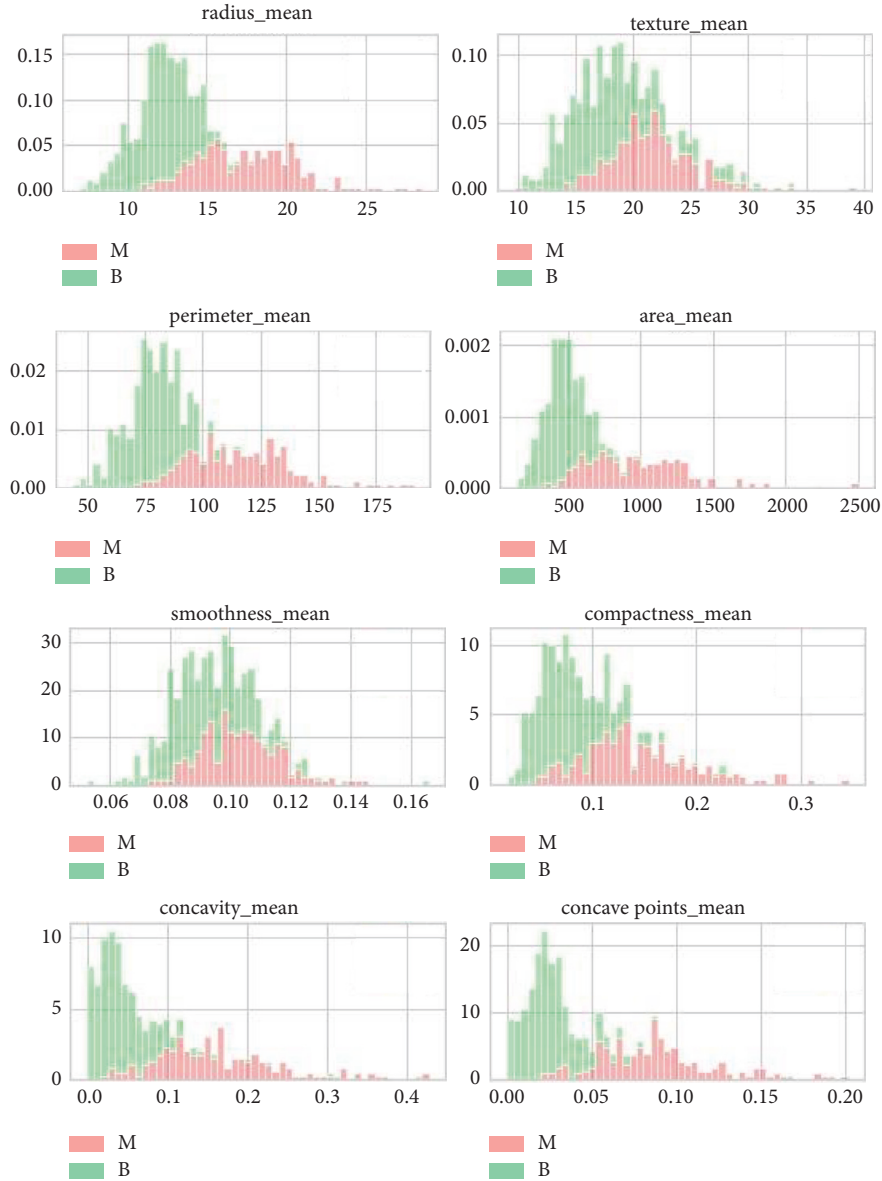 radius_mean
0.15
0.10
0.05
0.00
10
15
20
25
M
B
texture_mean
0.10
0.05
0.00
10
15
20
25
30
35
40
M
B
perimeter_mean
0.02
0.01
0.00
50
75
100
125
150
175
M
B
area_mean
0.002
0.001
0.000
500
1000
1500
2000
2500
M
B
smoothness_mean
30
20
10
0
0.06
0.08
0.10
0.12
0.14
0.16
M
B
compactness_mean
10
5
0
0.1
0.2
0.3
M
B
concavity_mean
10
5
0
0.0
0.1
0.2
0.3
0.4
M
B
concave points_mean
20
10
0
0.00
0.05
0.10
0.15
0.20
M
B